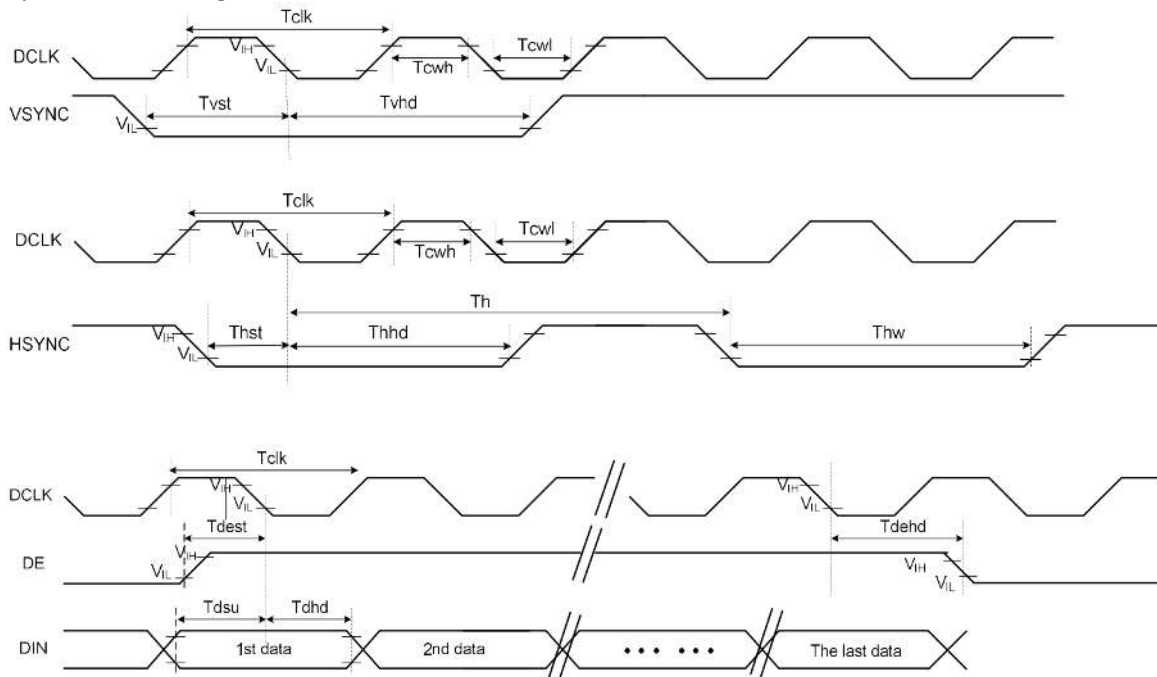 Tclk
DCLK
VIH
VIL
Tcwh
Tcwl
VSYNC
VIL
Tvst
Tvhd
Tclk
DCLK
VIH
VIL
Tcwh
Tcwl
Th
HSYNC
VIH
VIL
Thst
Thhd
Thw
Tclk
DCLK
VIH
VIL
VIH
VIL
Tdest
Tdehd
DE
VIH
VIL
VIH
VIL
Tdsu
Tdhd
DIN
1st data
2nd data
••• •••
The last data